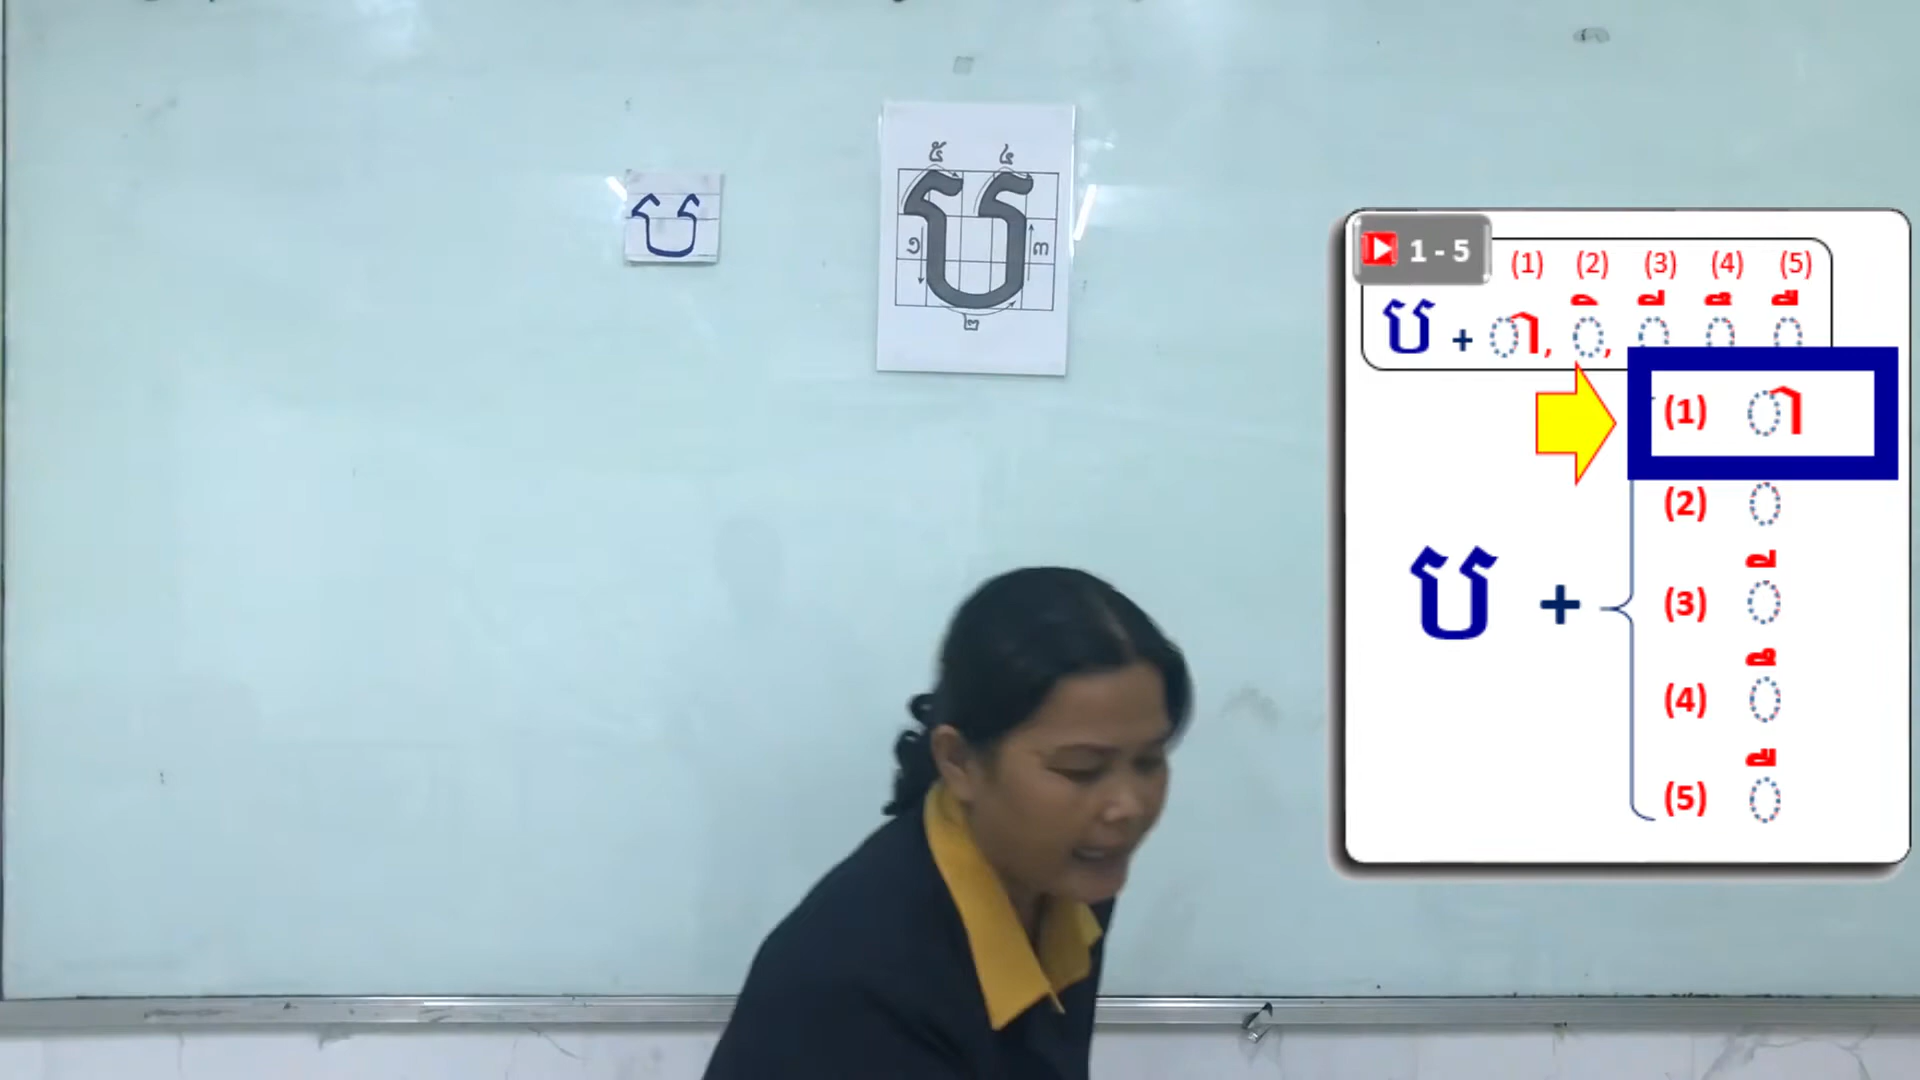 ប
៥ ៤
ប
១ ៣
២
1 - 5
(1) (2) (3) (4) (5)
ប + ◌ា, ◌ិ, ◌ី ◌ឹ ◌ឺ
(1) ◌ា
(2) ◌
ប + (3) ◌ី
(4) ◌ឹ
(5) ◌ឺ